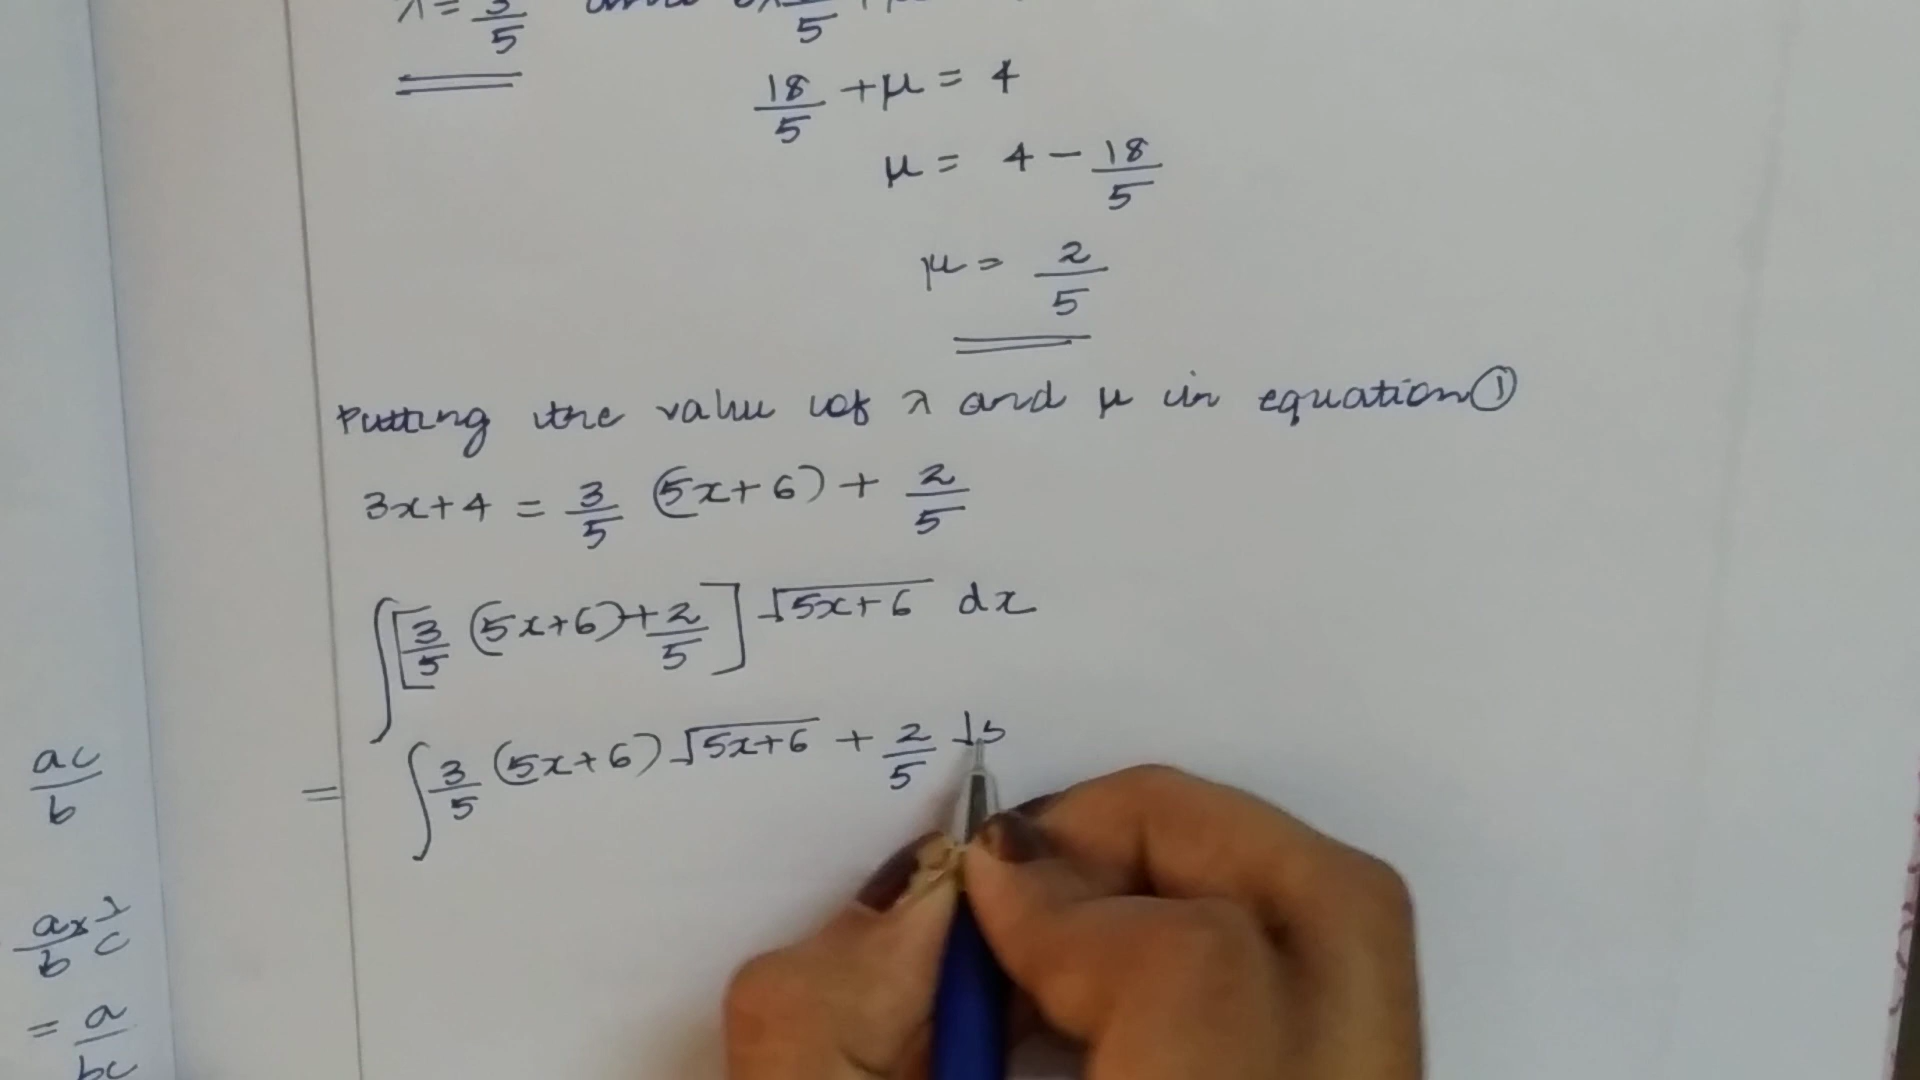 λ = 3/5
18/5 + μ = 4
μ = 4 - 18/5
μ = 2/5
Putting the value of λ and μ in equation ①
3x+4 = 3/5 (5x+6) + 2/5
∫[3/5 (5x+6) + 2/5] √5x+6 dx
= ∫ 3/5 (5x+6) √5x+6 + 2/5 √5
ac/b
a/b ×
= a/bc